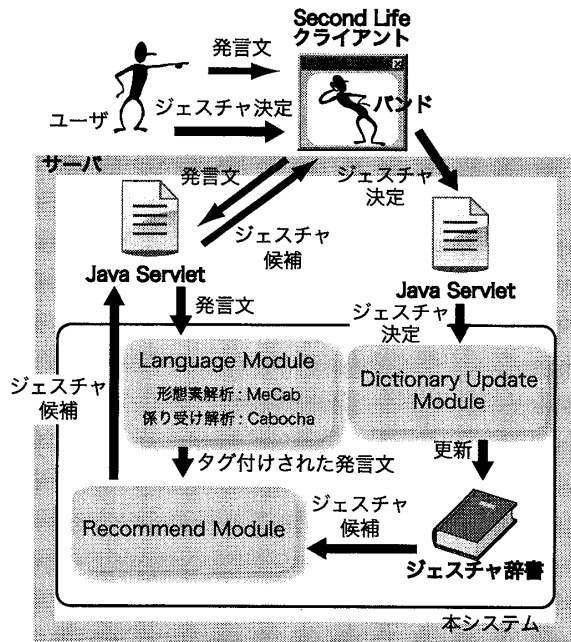 Second Life
クライアント
発言文
ユーザ
ジェスチャ決定
バンド
サーバ
発言文
ジェスチャ
候補
ジェスチャ
決定
Java Servlet
Java Servlet
発言文
ジェスチャ
決定
Language Module
形態素解析 : MeCab
係り受け解析 : Cabocha
Dictionary Update
Module
ジェスチャ
候補
タグ付けされた発言文
更新
Recommend Module
ジェスチャ
候補
ジェスチャ辞書
本システム